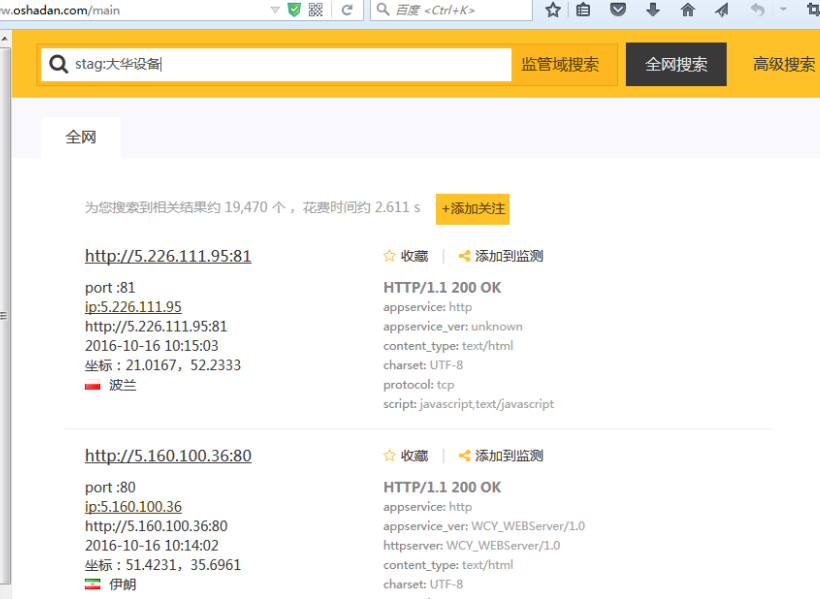 w.oshadan.com/main
百度 <Ctrl+K>
stag:大华设备
监管域搜索
全网搜索
高级搜索
全网
为您搜索到相关结果约 19,470 个 ，花费时间约 2.611 s
+添加关注
http://5.226.111.95:81
收藏 | 添加到监测
port :81
ip:5.226.111.95
http://5.226.111.95:81
2016-10-16 10:15:03
坐标：21.0167，52.2333
波兰
HTTP/1.1 200 OK
appservice: http
appservice_ver: unknown
content_type: text/html
charset: UTF-8
protocol: tcp
script: javascript,text/javascript
http://5.160.100.36:80
收藏 | 添加到监测
port :80
ip:5.160.100.36
http://5.160.100.36:80
2016-10-16 10:14:02
坐标：51.4231，35.6961
伊朗
HTTP/1.1 200 OK
appservice: http
appservice_ver: WCY_WEBServer/1.0
httpserver: WCY_WEBServer/1.0
content_type: text/html
charset: UTF-8